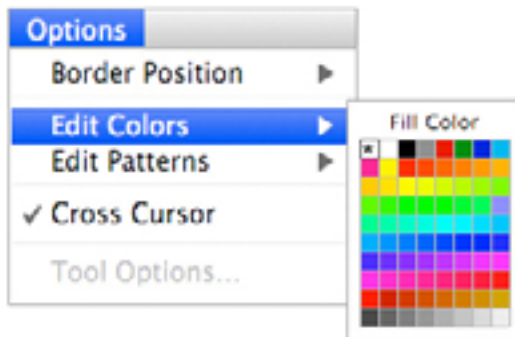 Options
Border Position
Edit Colors
Fill Color
Edit Patterns
Cross Cursor
Tool Options...